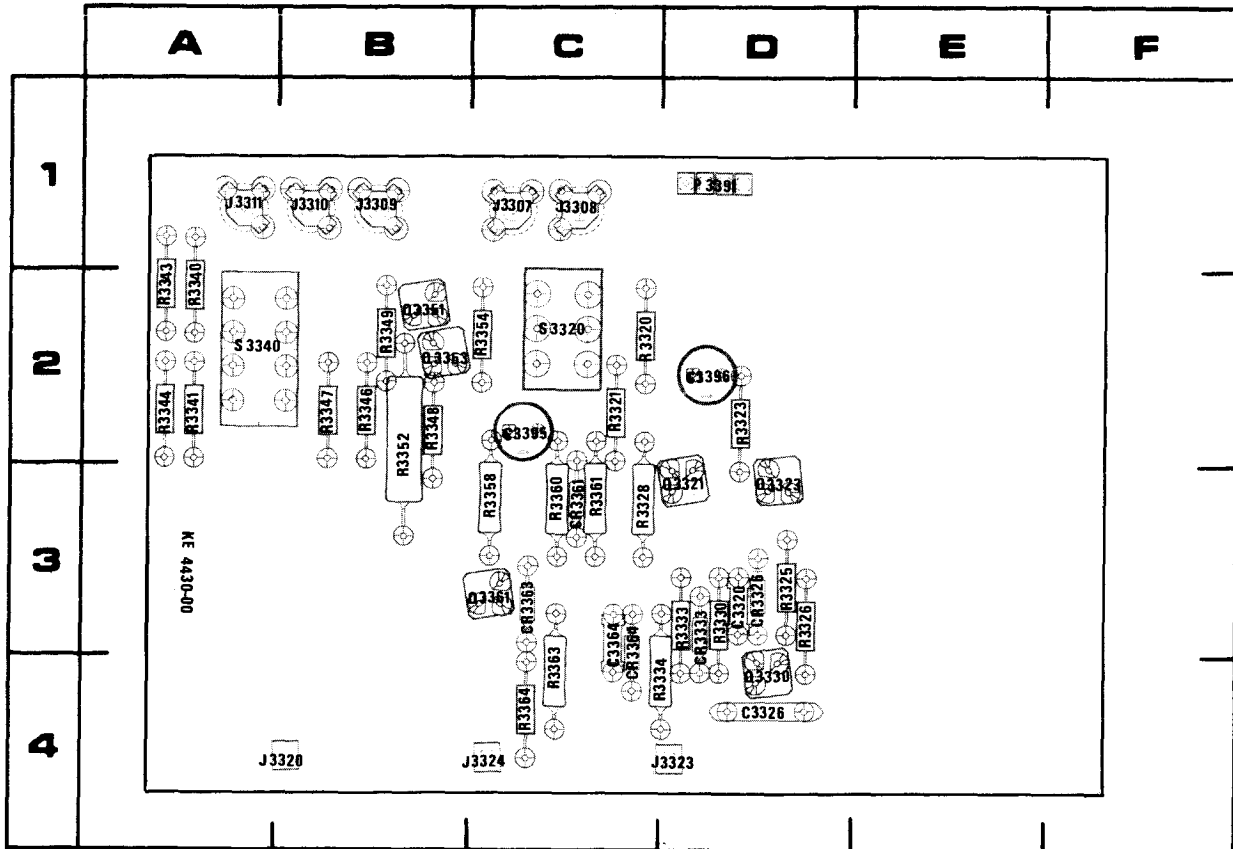 A B C D E F
1
J3311 J3310 J3309 J3307 J3308 P3391
R3343 R3340
2
S3340 R3349 Q3351 Q3353 R3354 S3320 R3320
C3396
R3344 R3341 R3347 R3346 R3352 R3348 C3395 R3321 R3323
3
R3358 R3360 CR3361 R3361 R3328 Q3321 Q3323
KE 4430-00
Q3361 CR3363 C3364 CR3364 R3333 CR3333 R3330 C3320 CR3326 R3325 R3326
4
R3364 R3363 R3334 Q3330
C3326
J3320 J3324 J3323